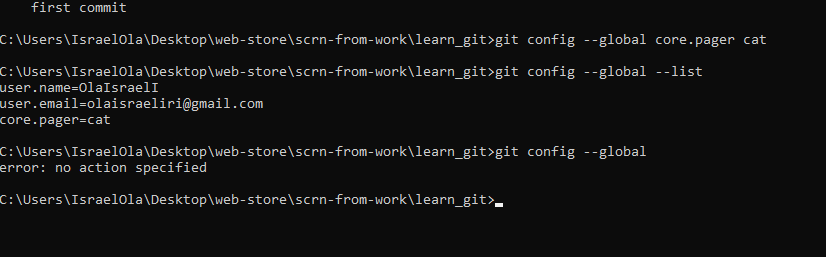 first commit
C:\Users\IsraelOla\Desktop\web-store\scrn-from-work\learn_git>git config --global core.pager cat
C:\Users\IsraelOla\Desktop\web-store\scrn-from-work\learn_git>git config --global --list
user.name=OlaIsraelI
user.email=olaisraeliri@gmail.com
core.pager=cat
C:\Users\IsraelOla\Desktop\web-store\scrn-from-work\learn_git>git config --global
error: no action specified
C:\Users\IsraelOla\Desktop\web-store\scrn-from-work\learn_git>